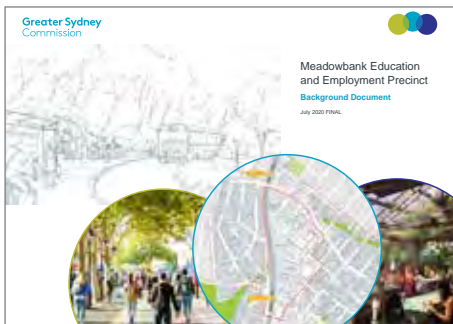 Greater Sydney
Commission
Meadowbank Education
and Employment Precinct
Background Document
July 2020 FINAL